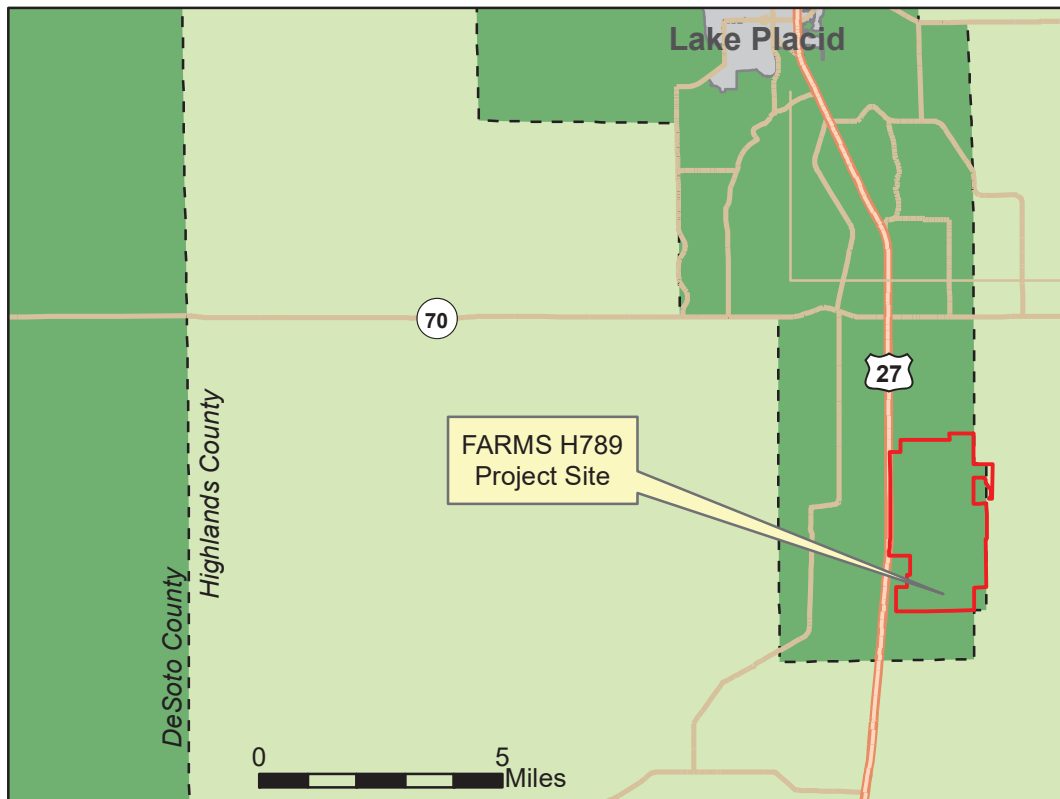 Lake Placid
70
27
FARMS H789
Project Site
Highlands County
DeSoto County
0 5
Miles